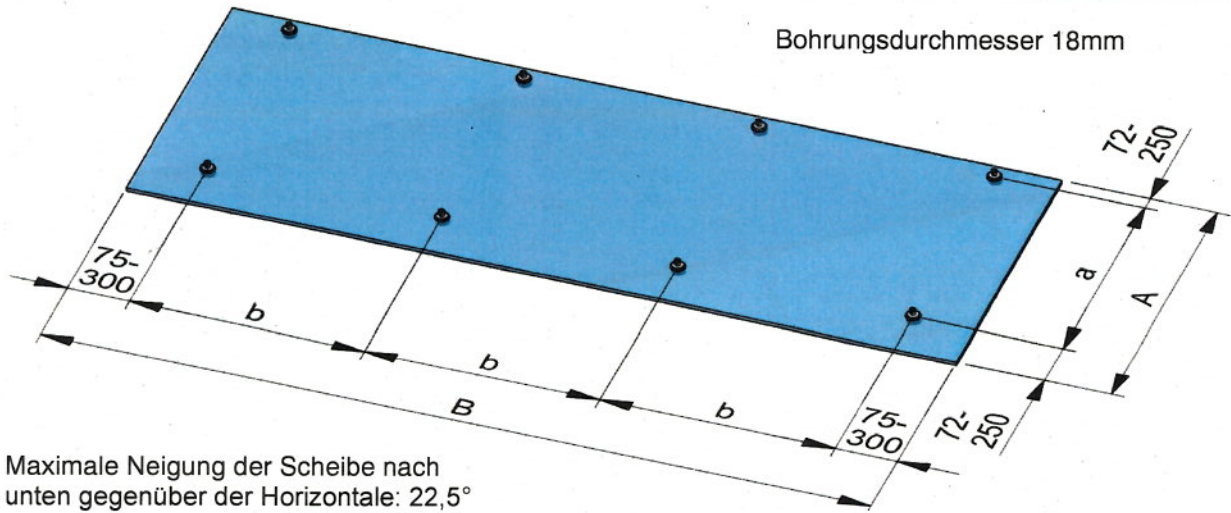 Bohrungsdurchmesser 18mm
72-
250
a
A
75-
300
b
b
b
B
75-
300
72-
250
Maximale Neigung der Scheibe nach
unten gegenüber der Horizontale: 22,5°